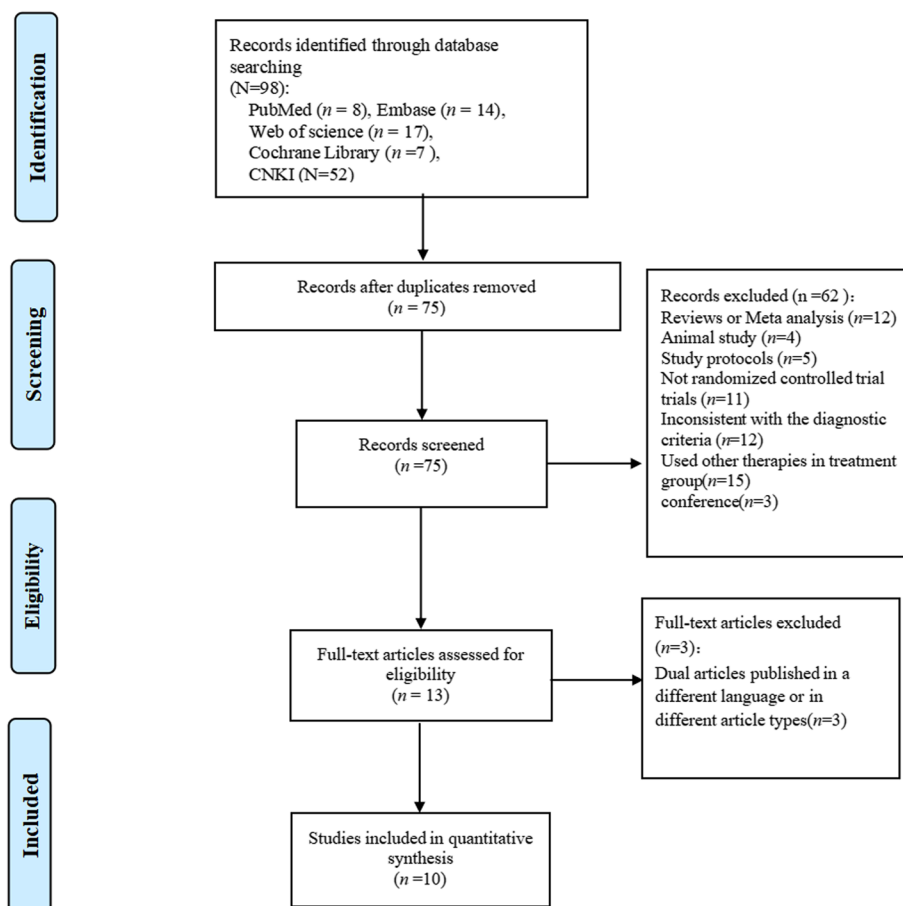 Identification
Records identified through database
searching
(N=98):
PubMed (n = 8), Embase (n = 14),
Web of science (n = 17),
Cochrane Library (n =7 ),
CNKI (N=52)
Screening
Records after duplicates removed
(n = 75)
Records screened
(n =75)
Records excluded (n =62 )：
Reviews or Meta analysis (n=12)
Animal study (n=4)
Study protocols (n=5)
Not randomized controlled trial
trials (n=11)
Inconsistent with the diagnostic
criteria (n=12)
Used other therapies in treatment
group(n=15)
conference(n=3)
Eligibility
Full-text articles assessed for
eligibility
(n = 13)
Full-text articles excluded
(n=3)：
Dual articles published in a
different language or in
different article types(n=3)
Included
Studies included in quantitative
synthesis
(n =10)